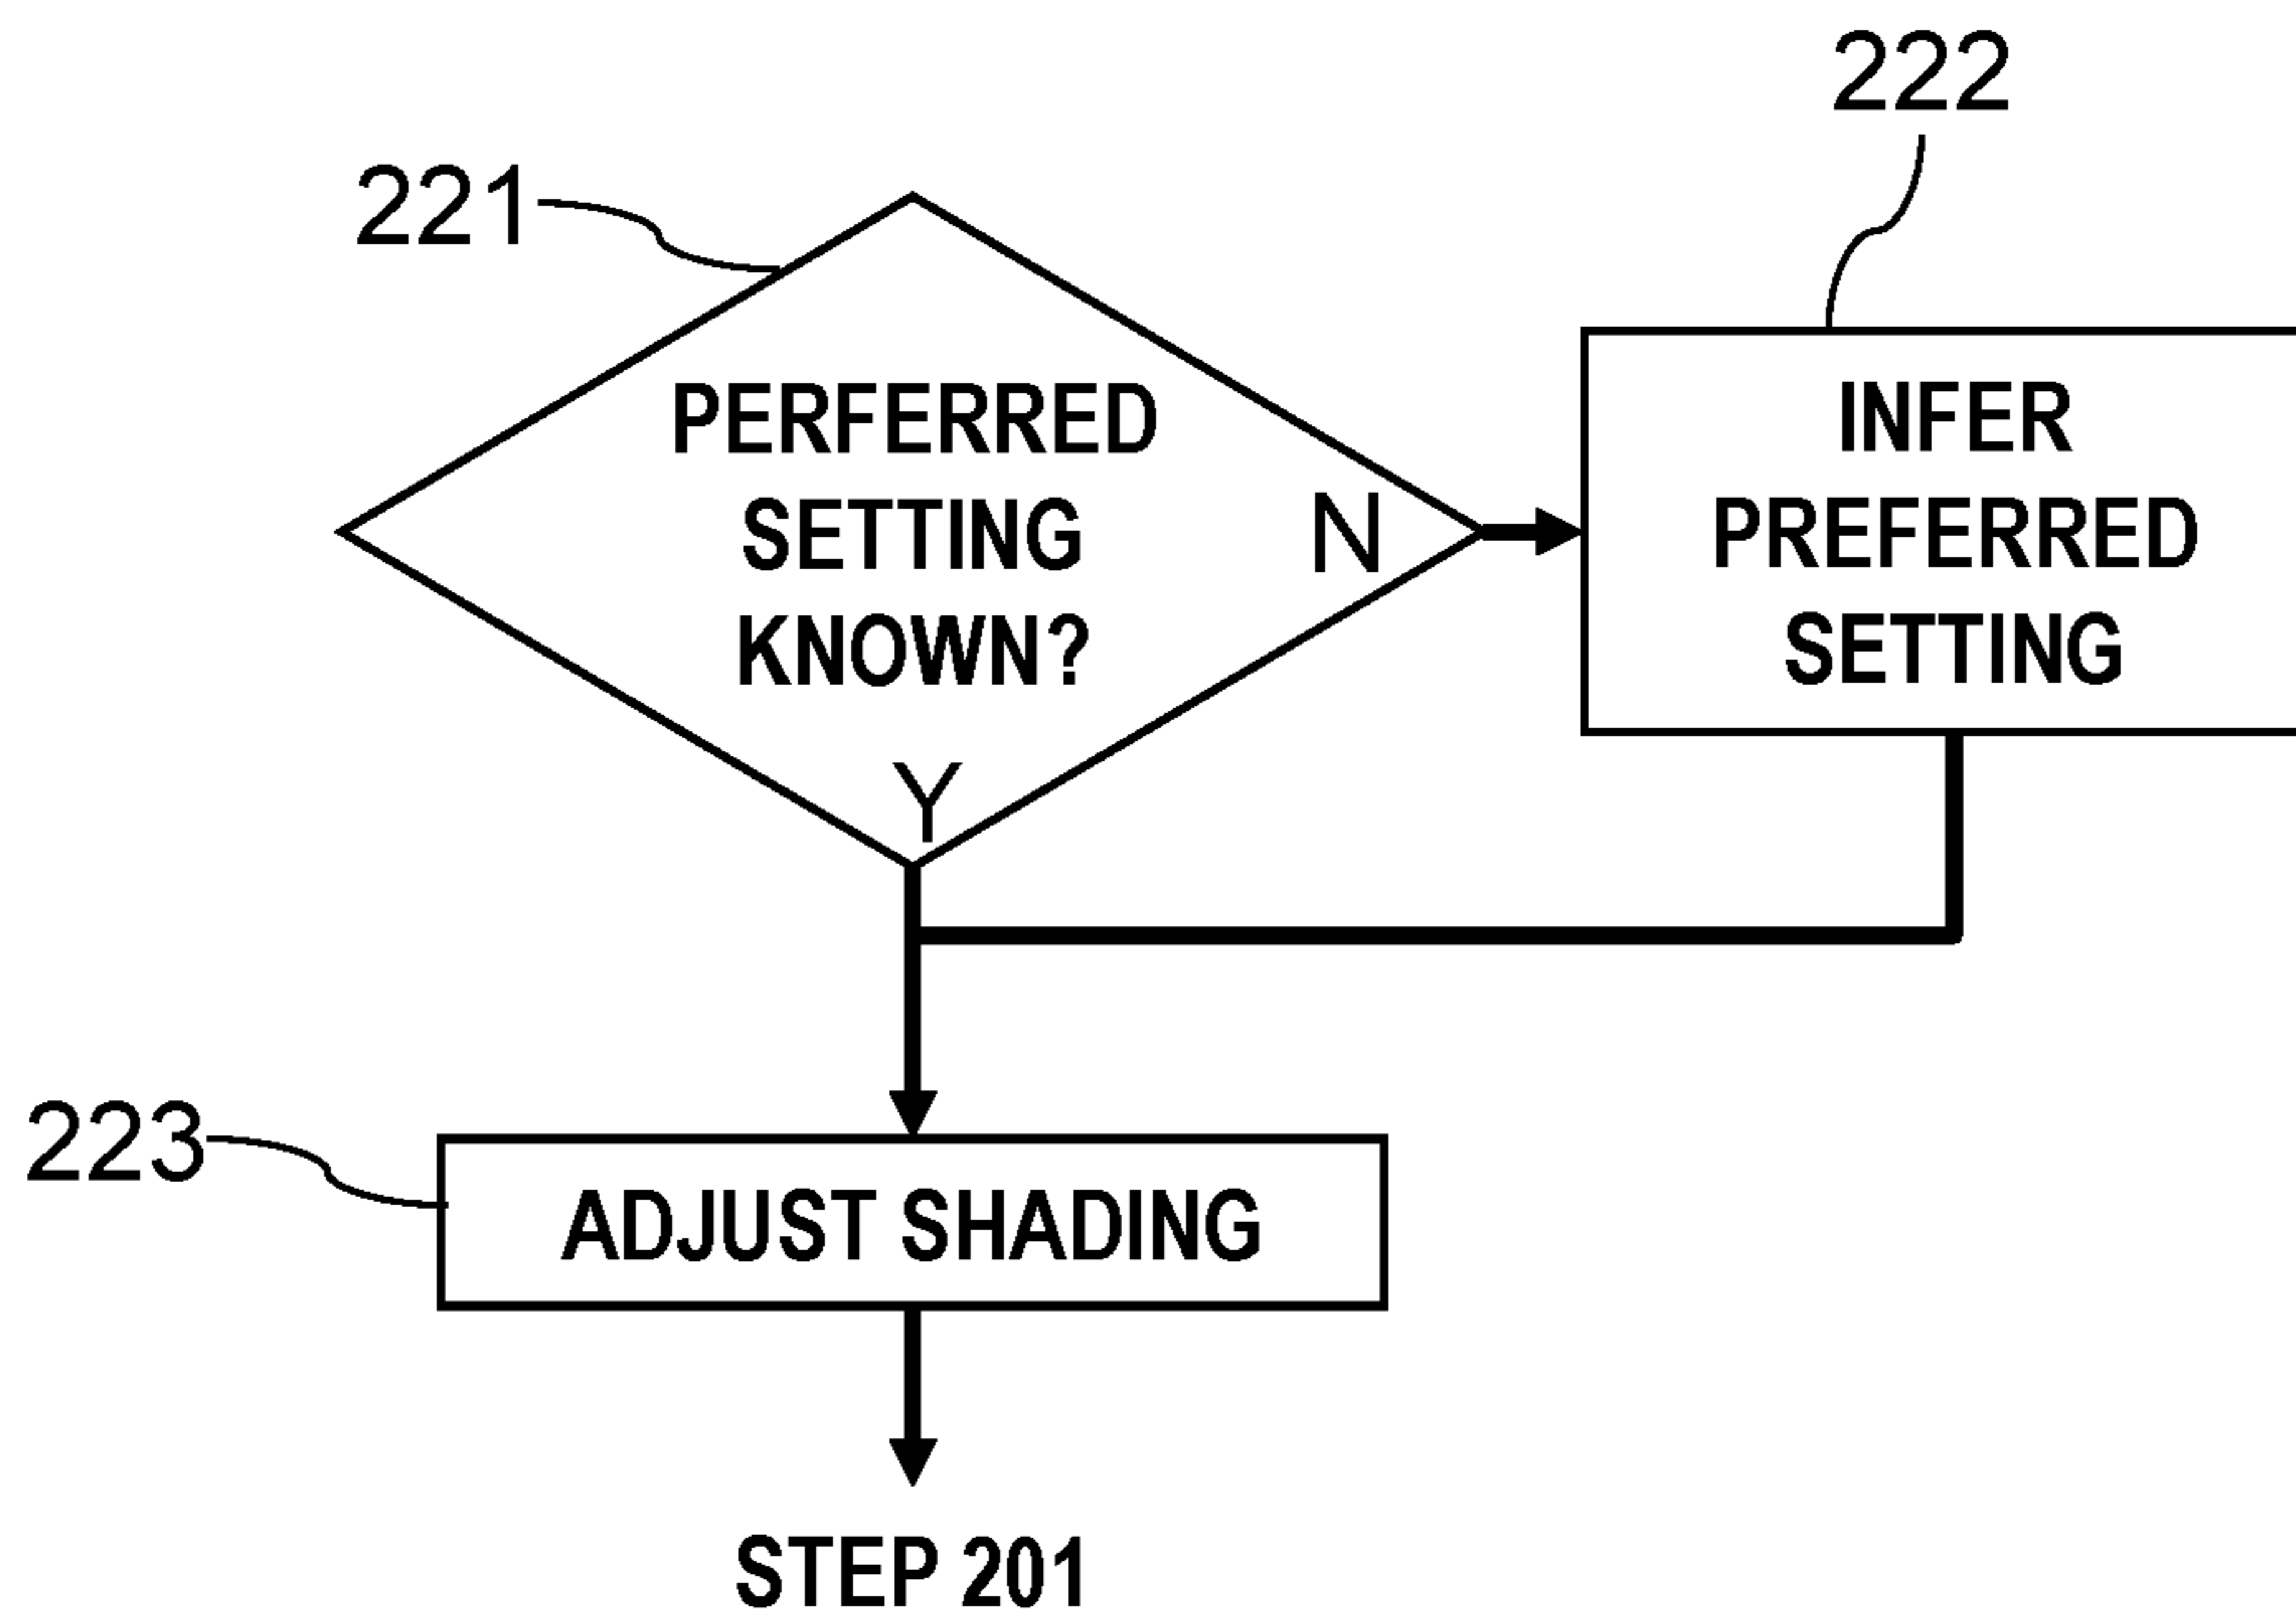 222
221
PERFERRED
SETTING
KNOWN?
N
Y
INFER
PREFERRED
SETTING
223
ADJUST SHADING
STEP 201